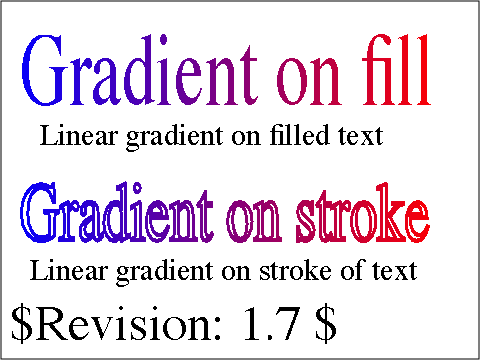 Gradient on fill
Linear gradient on filled text
Gradient on stroke
Linear gradient on stroke of text
$Revision: 1.7 $